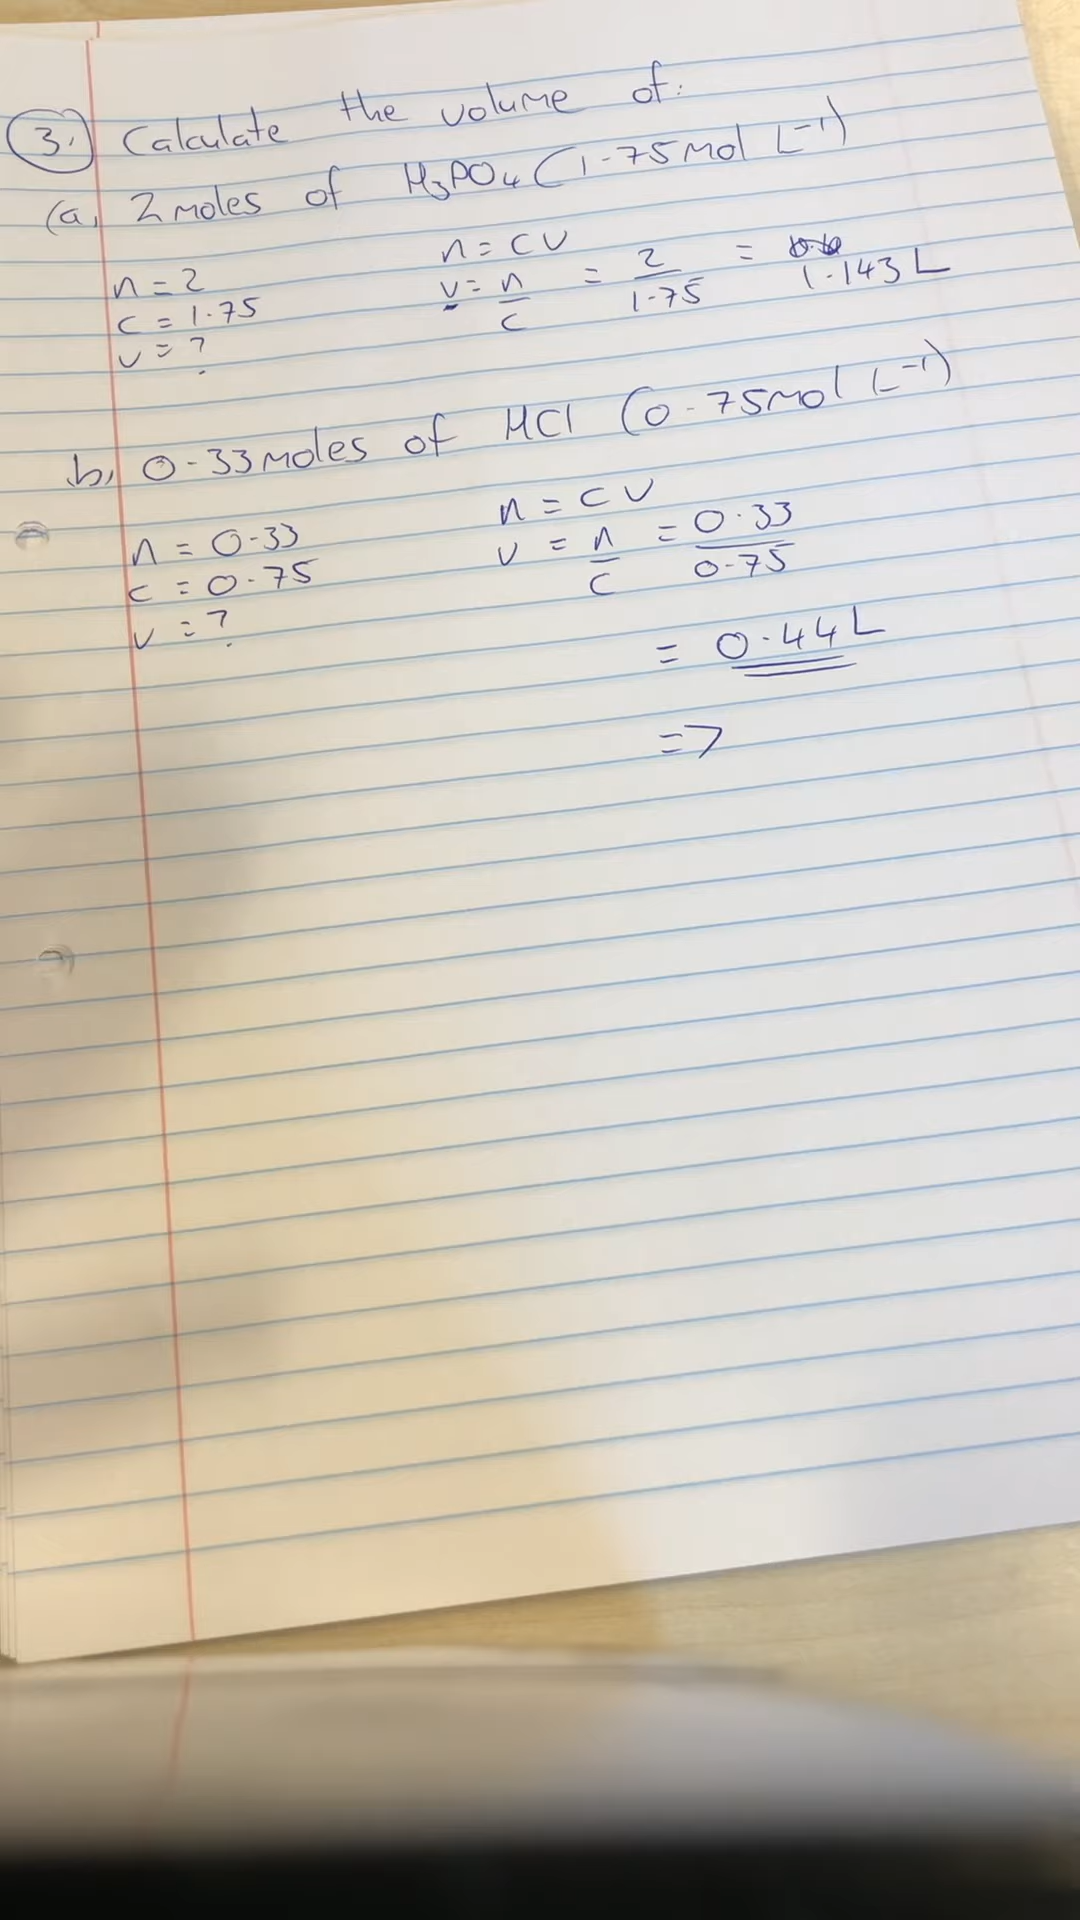 3. Calculate the volume of:
(a, 2 moles of H₃PO₄ (1.75 mol L⁻¹)
n = 2
c = 1.75
v = ?
n = cv
v = n/c = 2/1.75 = 1.143 L
b, 0.33 moles of HCl (0.75 mol L⁻¹)
n = 0.33
c = 0.75
v = ?
n = cv
v = n/c = 0.33/0.75
= 0.44 L
=>